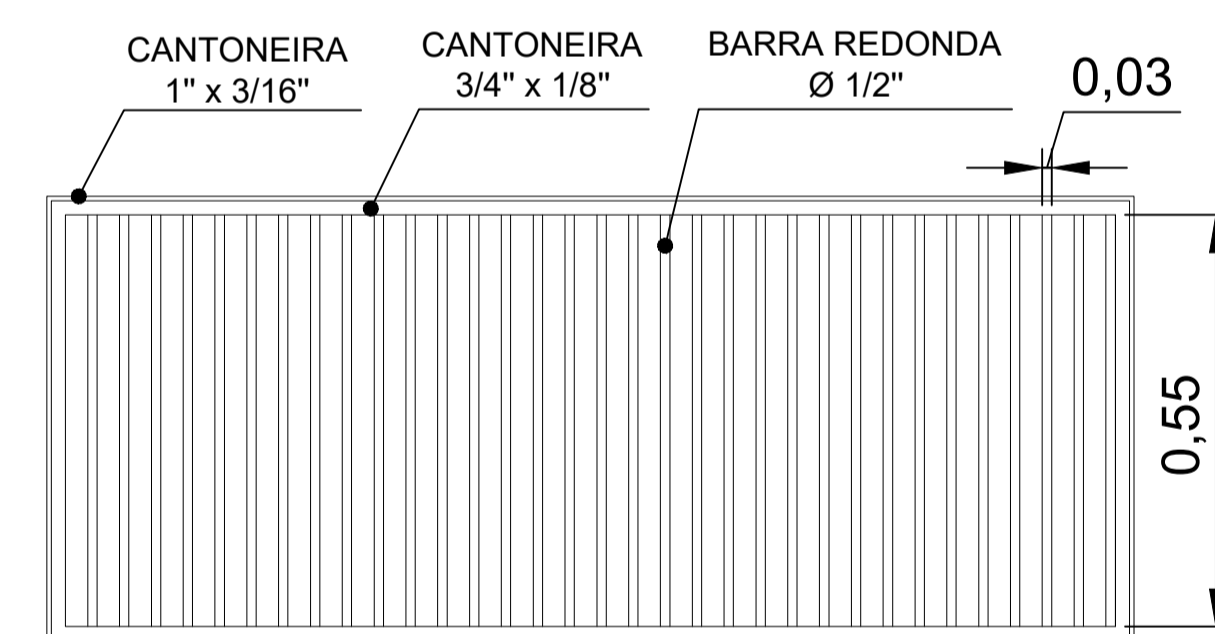 CANTONEIRA
1" x 3/16"
CANTONEIRA
3/4" x 1/8"
BARRA REDONDA
Ø 1/2"
0,03
0,55